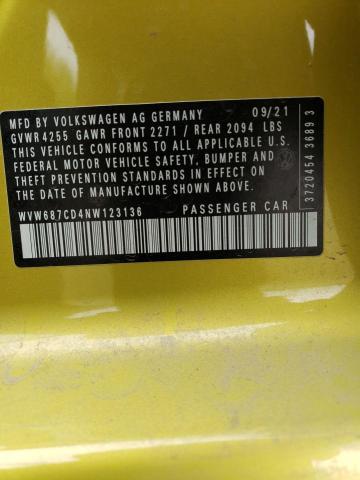 MFD BY VOLKSWAGEN AG GERMANY 09/21
GVWR 4255 GAWR FRONT 2271 / REAR 2094 LBS
THIS VEHICLE CONFORMS TO ALL APPLICABLE U.S.
FEDERAL MOTOR VEHICLE SAFETY, BUMPER AND
THEFT PREVENTION STANDARDS IN EFFECT ON THE
DATE OF MANUFACTURE SHOWN ABOVE.
WVW687CD4NW123136 PASSENGER CAR
3720454 3689 3